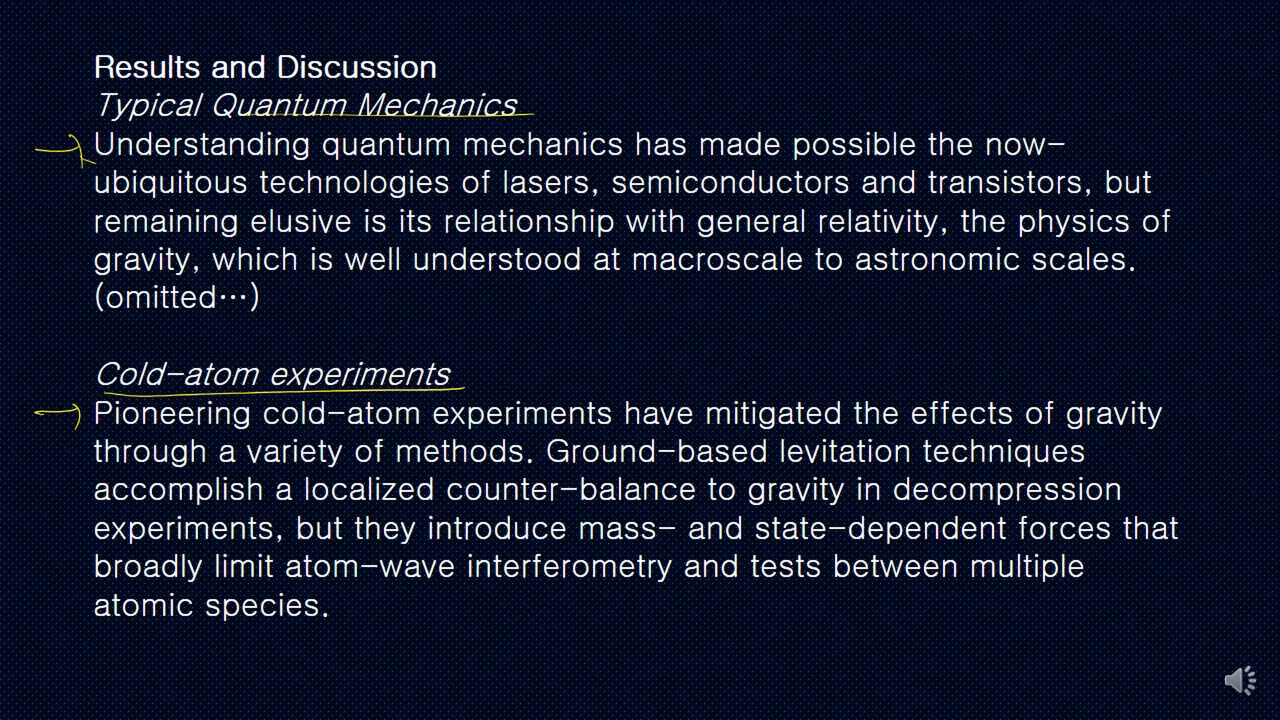 Results and Discussion
Typical Quantum Mechanics
Understanding quantum mechanics has made possible the now-
ubiquitous technologies of lasers, semiconductors and transistors, but
remaining elusive is its relationship with general relativity, the physics of
gravity, which is well understood at macroscale to astronomic scales.
(omitted…)
Cold-atom experiments
Pioneering cold-atom experiments have mitigated the effects of gravity
through a variety of methods. Ground-based levitation techniques
accomplish a localized counter-balance to gravity in decompression
experiments, but they introduce mass- and state-dependent forces that
broadly limit atom-wave interferometry and tests between multiple
atomic species.